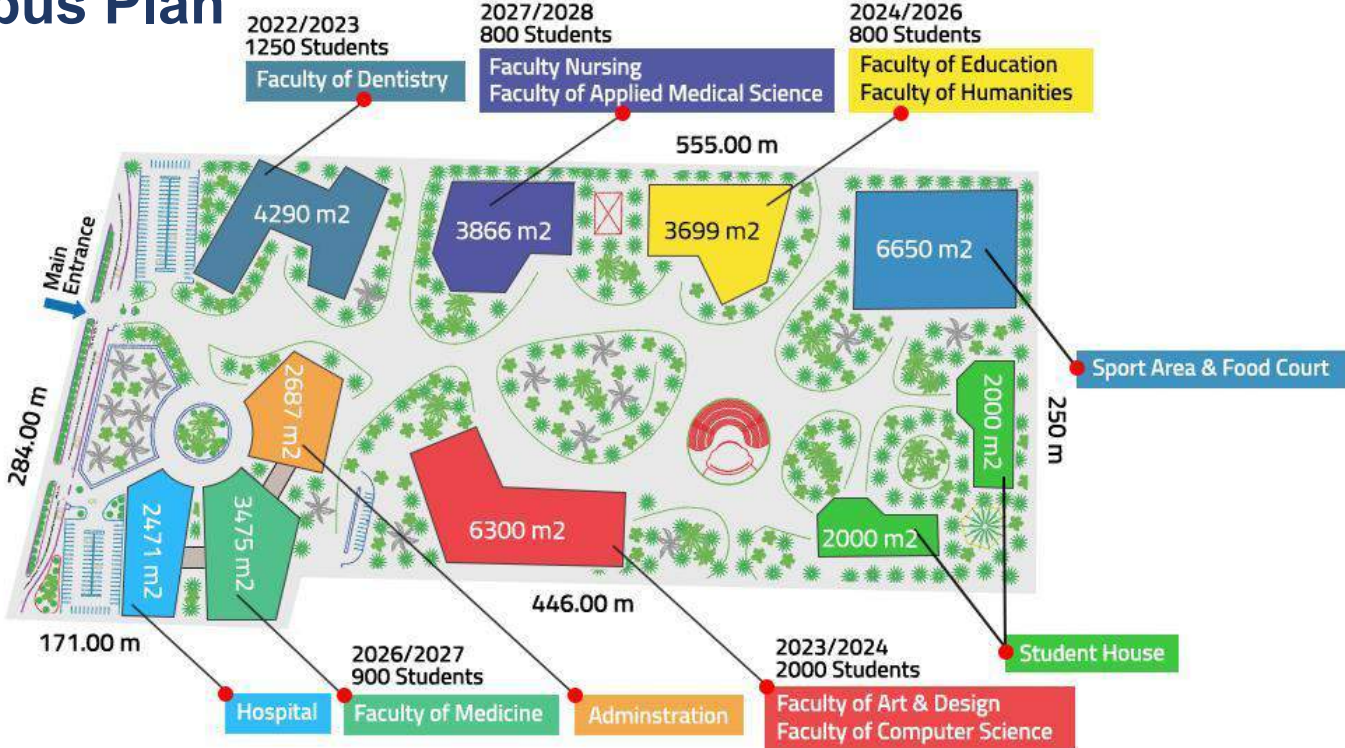 pus Plan
2022/2023
1250 Students
Faculty of Dentistry
2027/2028
800 Students
Faculty Nursing
Faculty of Applied Medical Science
2024/2026
800 Students
Faculty of Education
Faculty of Humanities
555.00 m
4290 m2
3866 m2
3699 m2
6650 m2
Main
Entrance
Sport Area & Food Court
284.00 m
2687 m2
2000 m2
250 m
2471 m2
3475 m2
6300 m2
2000 m2
171.00 m
446.00 m
Student House
2026/2027
900 Students
2023/2024
2000 Students
Hospital
Faculty of Medicine
Adminstration
Faculty of Art & Design
Faculty of Computer Science